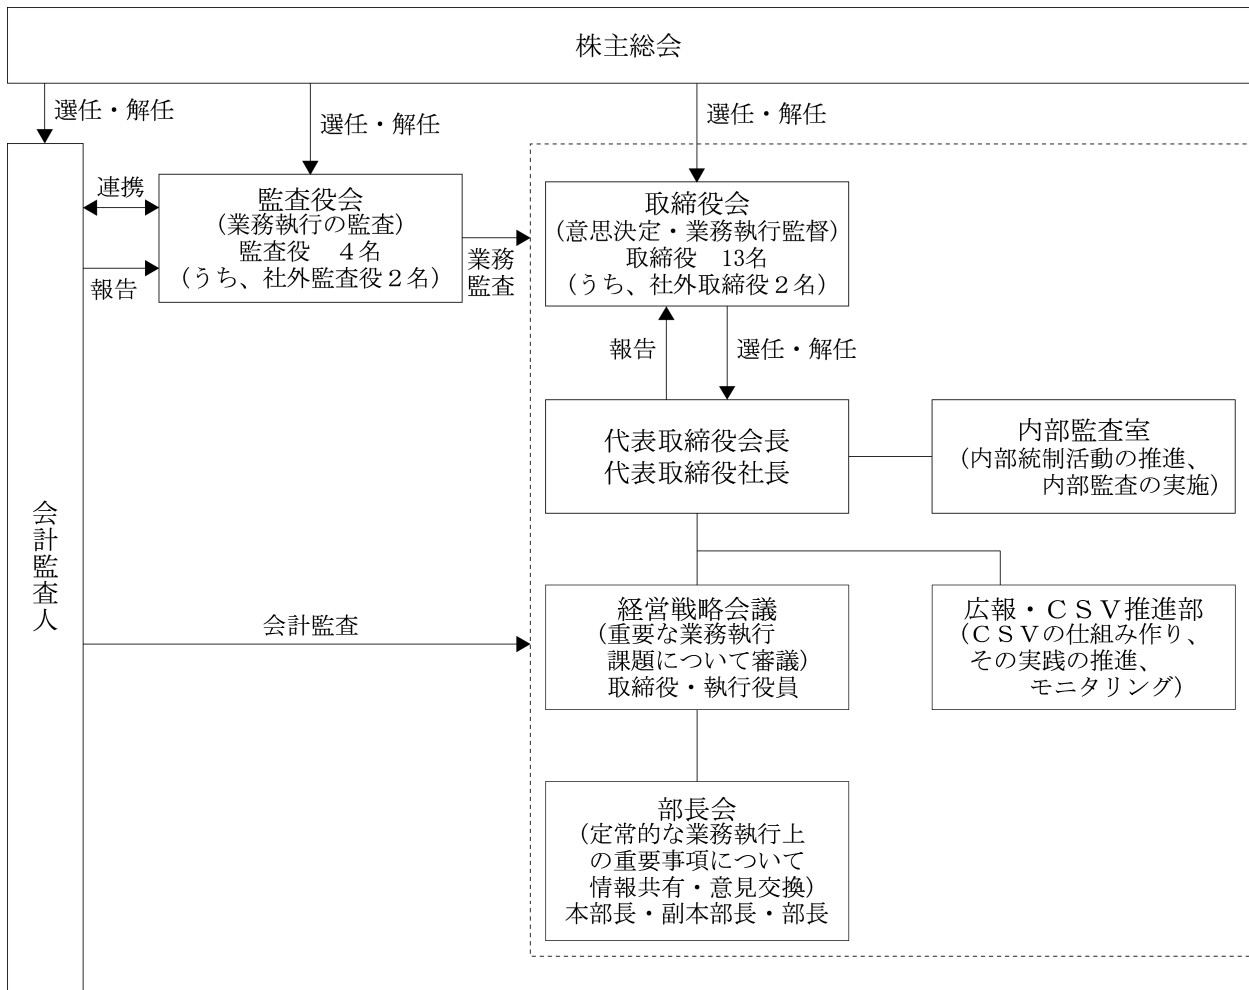 株主総会
選任・解任
選任・解任
選任・解任
連携
報告
監査役会
(業務執行の監査)
監査役　４名
(うち、社外監査役２名)
業務
監査
取締役会
(意思決定・業務執行監督)
取締役　13名
(うち、社外取締役２名)
報告
選任・解任
代表取締役会長
代表取締役社長
内部監査室
(内部統制活動の推進、
内部監査の実施)
会計監査人
会計監査
経営戦略会議
(重要な業務執行
課題について審議)
取締役・執行役員
広報・ＣＳＶ推進部
(ＣＳＶの仕組み作り、
その実践の推進、
モニタリング)
部長会
(定常的な業務執行上
の重要事項について
情報共有・意見交換)
本部長・副本部長・部長